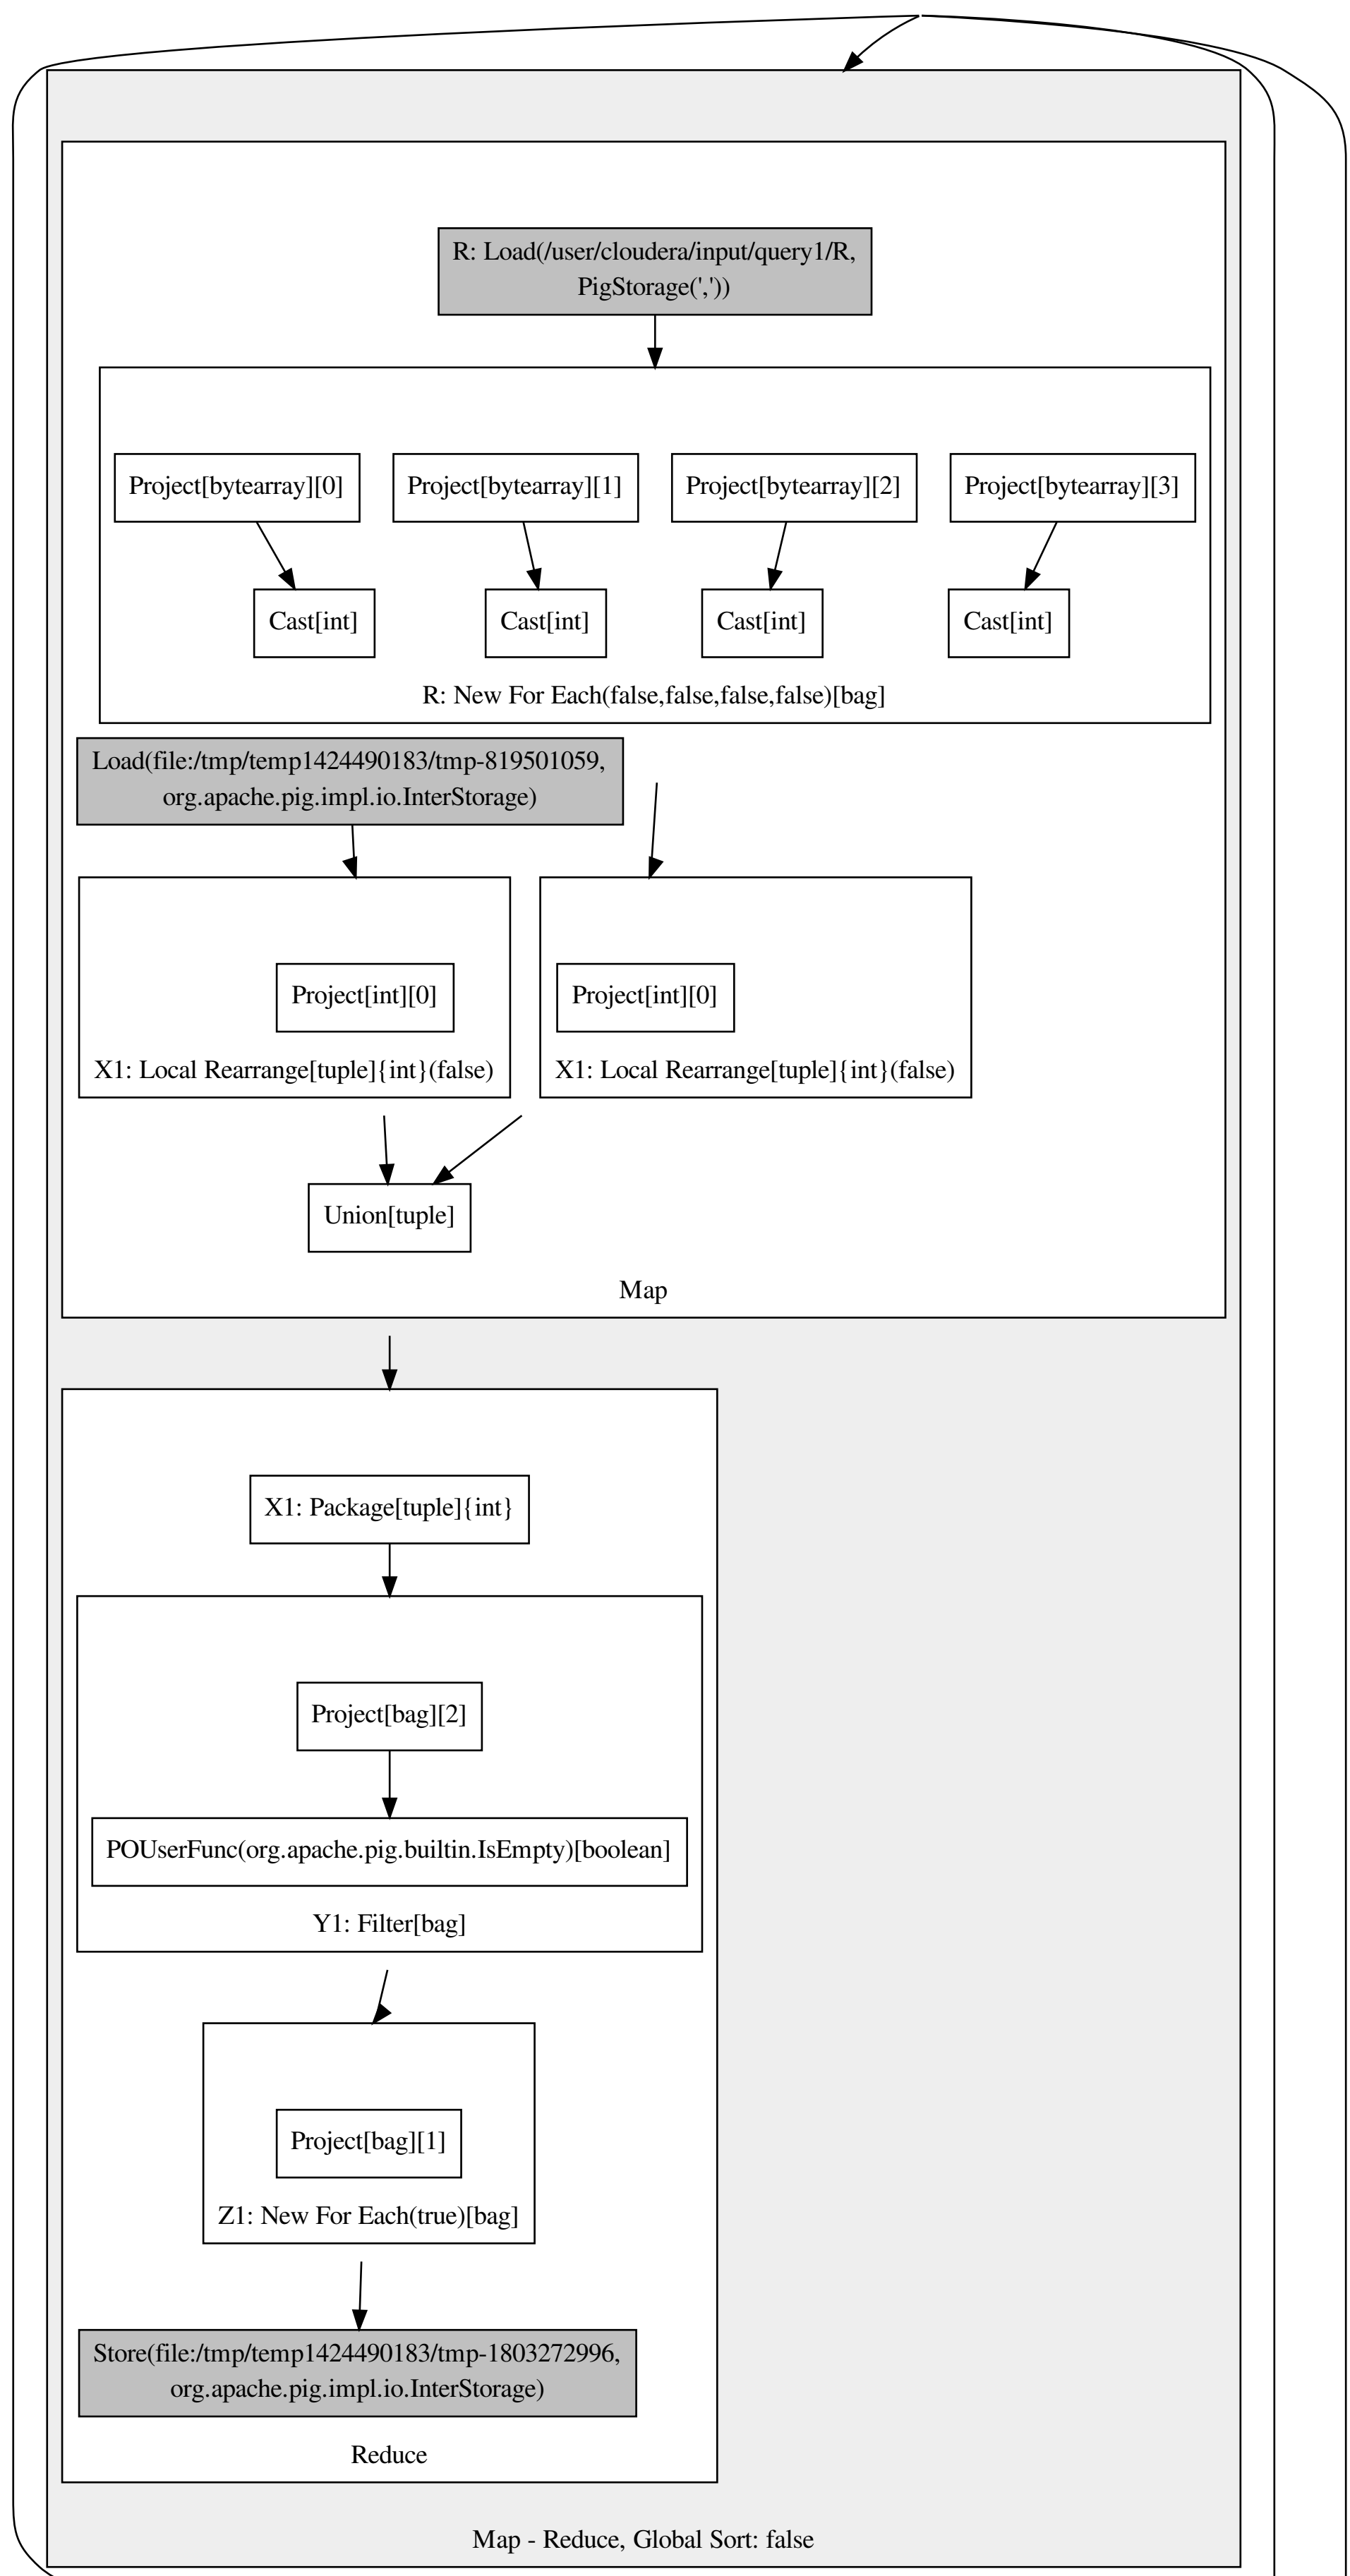 R: Load(/user/cloudera/input/query1/R,
PigStorage(','))
Project[bytearray][0]
Project[bytearray][1]
Project[bytearray][2]
Project[bytearray][3]
Cast[int]
Cast[int]
Cast[int]
Cast[int]
R: New For Each(false,false,false,false)[bag]
Load(file:/tmp/temp1424490183/tmp-819501059,
org.apache.pig.impl.io.InterStorage)
Project[int][0]
X1: Local Rearrange[tuple]{int}(false)
Project[int][0]
X1: Local Rearrange[tuple]{int}(false)
Union[tuple]
Map
X1: Package[tuple]{int}
Project[bag][2]
POUserFunc(org.apache.pig.builtin.IsEmpty)[boolean]
Y1: Filter[bag]
Project[bag][1]
Z1: New For Each(true)[bag]
Store(file:/tmp/temp1424490183/tmp-1803272996,
org.apache.pig.impl.io.InterStorage)
Reduce
Map - Reduce, Global Sort: false